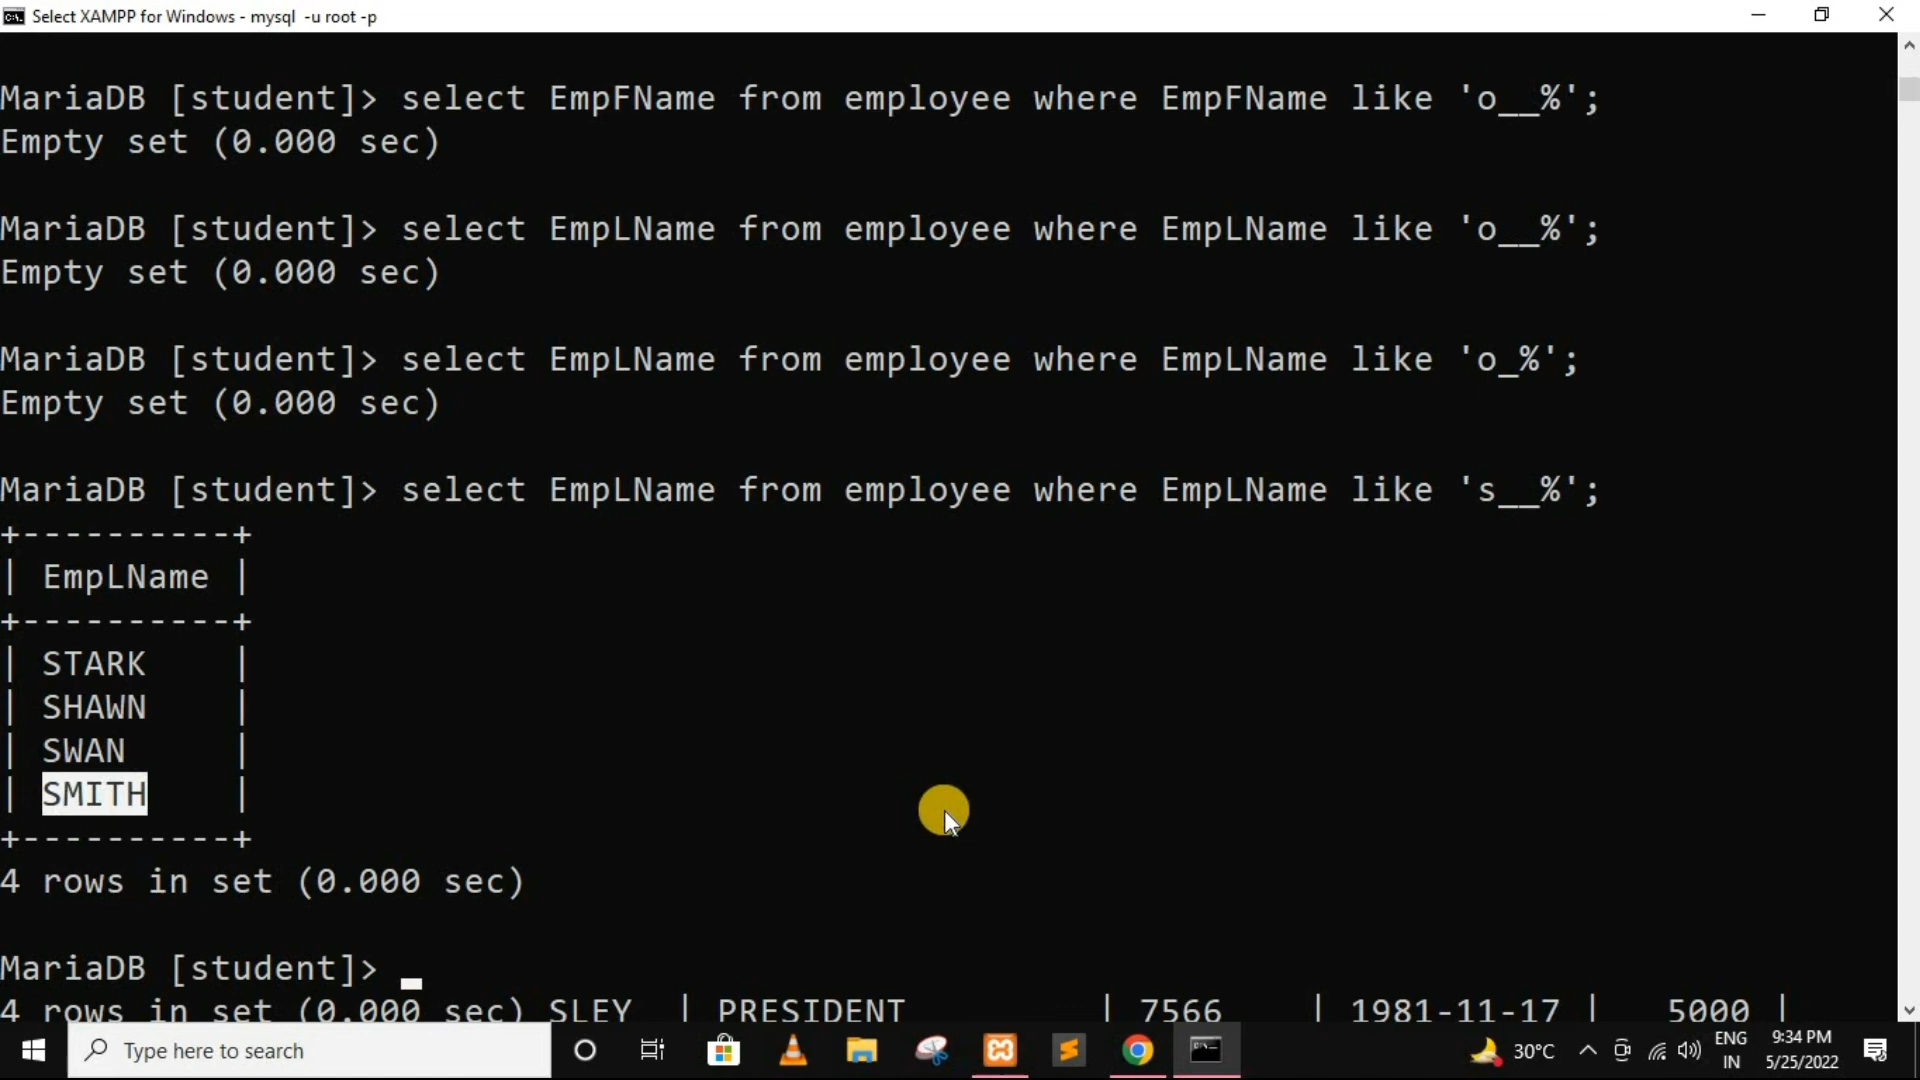 Select XAMPP for Windows - mysql -u root -p
MariaDB [student]> select EmpFName from employee where EmpFName like 'o__%';
Empty set (0.000 sec)
MariaDB [student]> select EmpLName from employee where EmpLName like 'o__%';
Empty set (0.000 sec)
MariaDB [student]> select EmpLName from employee where EmpLName like 'o_%';
Empty set (0.000 sec)
MariaDB [student]> select EmpLName from employee where EmpLName like 's__%';
+----------+
| EmpLName |
+----------+
| STARK    |
| SHAWN    |
| SWAN     |
| SMITH    |
+----------+
4 rows in set (0.000 sec)
MariaDB [student]> _
4 rows in set (0.000 sec) SLEY  | PRESIDENT         | 7566    | 1981-11-17 |   5000 |
Type here to search
30°C
ENG
IN
9:34 PM
5/25/2022